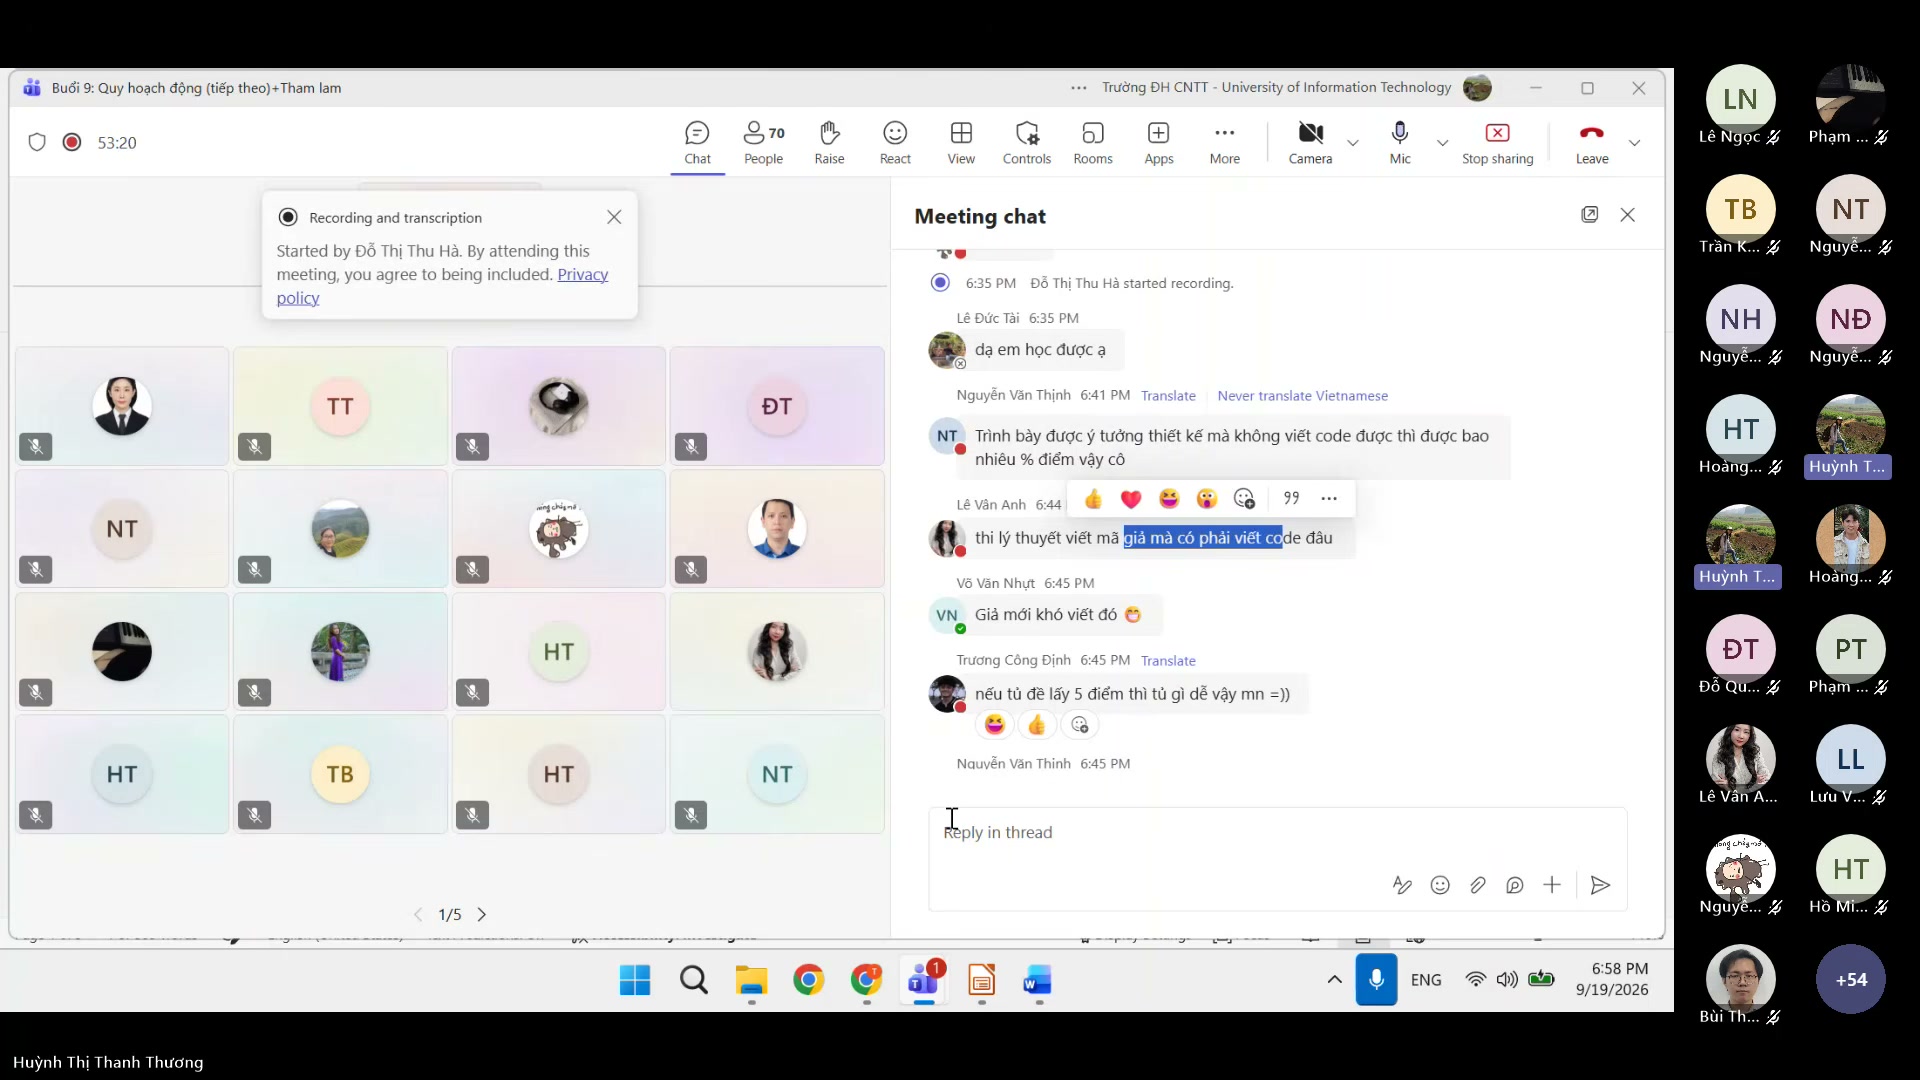 Buổi 9: Quy hoạch động (tiếp theo)+Tham lam
Trường ĐH CNTT - University of Information Technology
53:20
Chat
People 70
Raise
React
View
Controls
Rooms
Apps
More
Camera
Mic
Stop sharing
Leave
Recording and transcription
Started by Đỗ Thị Thu Hà. By attending this
meeting, you agree to being included. Privacy
policy
TT
ĐT
NT
HT
HT
TB
HT
NT
1/5
Meeting chat
6:35 PM Đỗ Thị Thu Hà started recording.
Lê Đức Tài 6:35 PM
dạ em học được ạ
Nguyễn Văn Thịnh 6:41 PM Translate Never translate Vietnamese
NT
Trình bày được ý tưởng thiết kế mà không viết code được thì được bao
nhiêu % điểm vậy cô
Lê Vân Anh 6:44
thi lý thuyết viết mã giả mà có phải viết code đâu
Võ Văn Nhựt 6:45 PM
VN
Giả mới khó viết đó
Trương Công Định 6:45 PM Translate
nếu tủ đề lấy 5 điểm thì tủ gì dễ vậy mn =))
Nguyễn Văn Thịnh 6:45 PM
Reply in thread
1
ENG
6:58 PM
9/19/2026
LN
Lê Ngọc
Phạm ...
TB
Trần K...
NT
Nguyễ...
NH
Nguyễ...
NĐ
Nguyễ...
HT
Hoàng...
Huỳnh T...
Huỳnh T...
Hoàng...
ĐT
Đỗ Qu...
PT
Phạm ...
Lê Vân A...
LL
Lưu V...
Nguyễ...
HT
Hồ Mi...
Bùi Th...
+54
Huỳnh Thị Thanh Thương